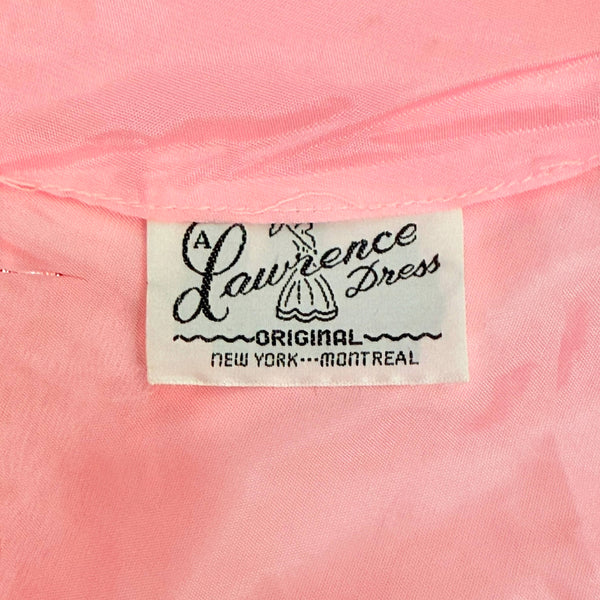 A
Lawrence
Dress
ORIGINAL
NEW YORK···MONTREAL